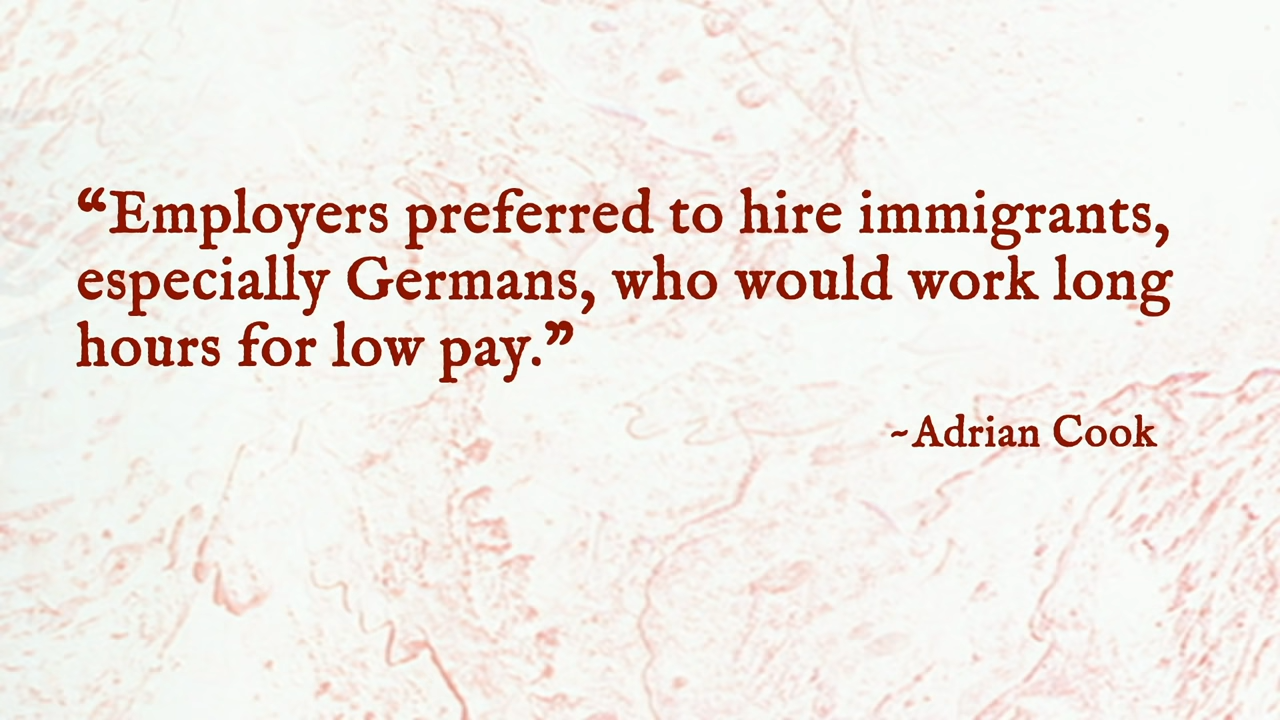 “Employers preferred to hire immigrants,
especially Germans, who would work long
hours for low pay.”
~Adrian Cook